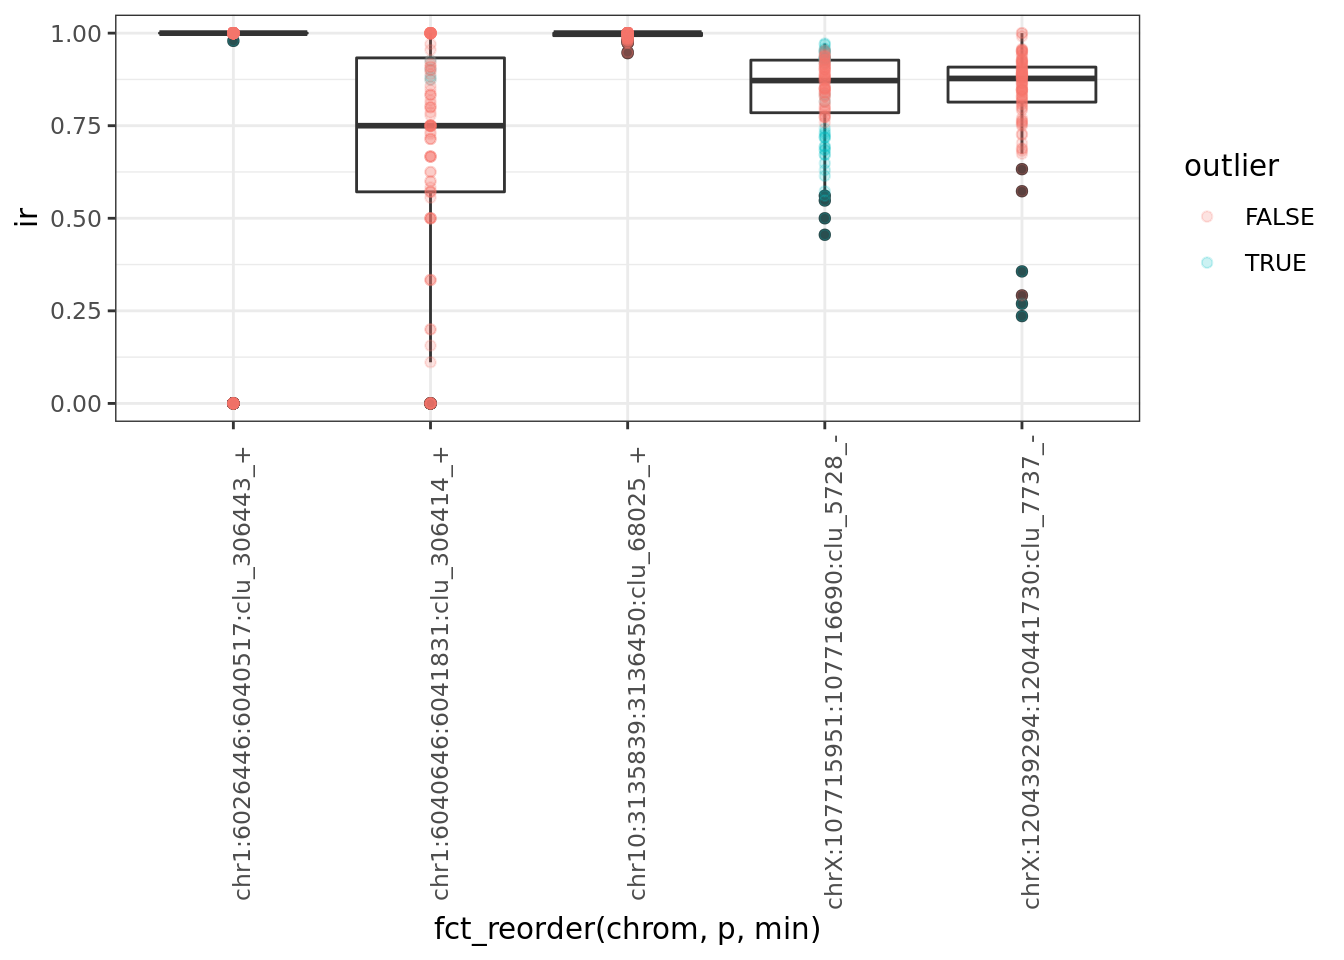 1.00
0.75
0.50
0.25
0.00
ir
chr1:6026446:6040517:clu_306443_+
chr1:6040646:6041831:clu_306414_+
chr10:3135839:3136450:clu_68025_+
chrX:107715951:107716690:clu_5728_-
chrX:120439294:120441730:clu_7737_-
fct_reorder(chrom, p, min)
outlier
FALSE
TRUE